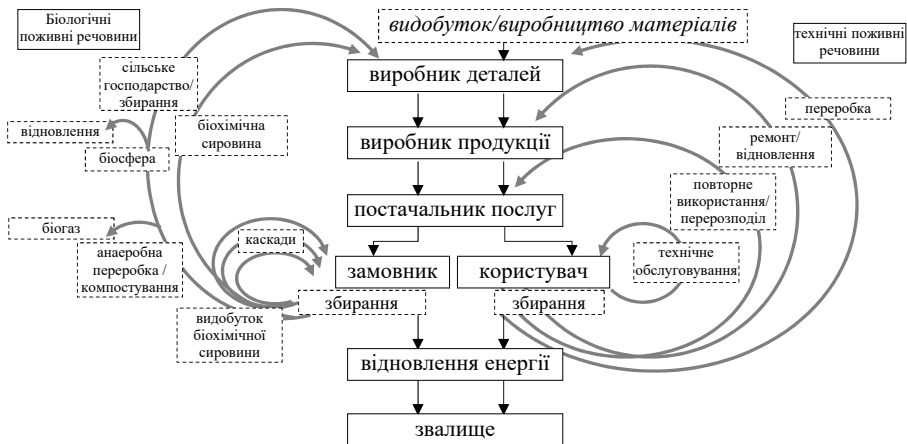 Біологічні
поживні речовини
видобуток/виробництво матеріалів
технічні поживні
речовини
виробник деталей
сільське
господарство/
збирання
переробка
відновлення
біохімічна
сировина
виробник продукції
ремонт/
відновлення
біосфера
повторне
використання/
перерозподіл
постачальник послуг
біогаз
каскади
анаеробна
переробка /
компостування
замовник
користувач
технічне
обслуговування
збирання
збирання
видобуток
біохімічної
сировини
відновлення енергії
звалище